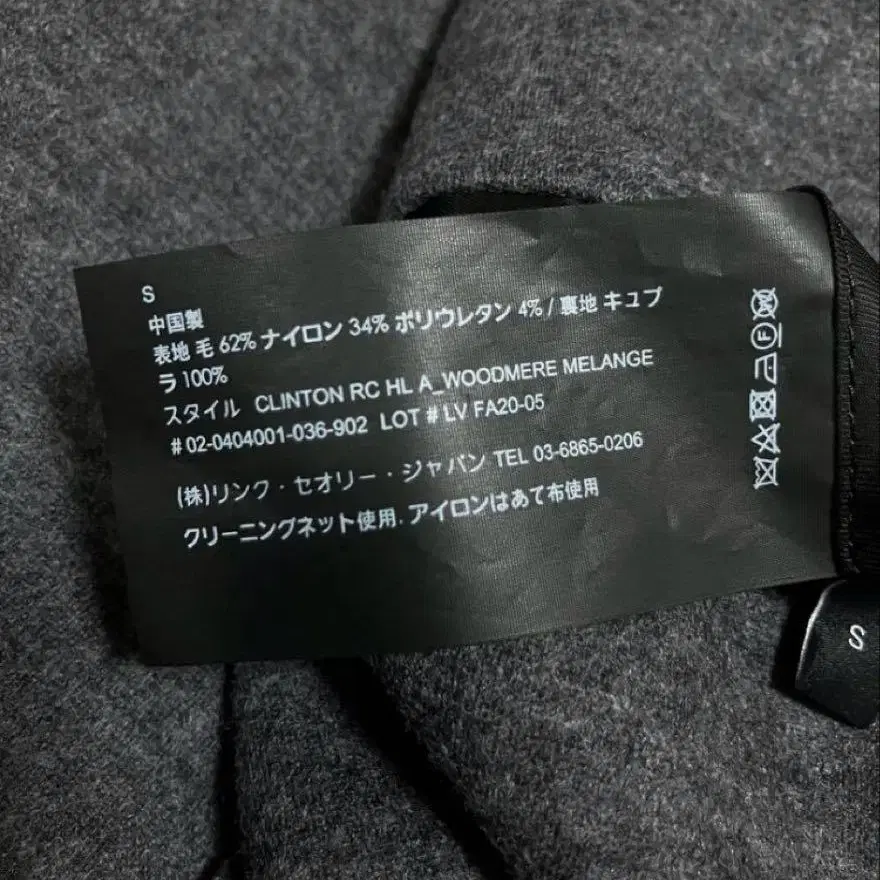 S
中国製
表地 毛 62% ナイロン 34% ポリウレタン 4% / 裏地 キュプ
ラ 100%
スタイル CLINTON RC HL A_WOODMERE MELANGE
# 02-0404001-036-902 LOT # LV FA20-05
(株)リンク・セオリー・ジャパン TEL 03-6865-0206
クリーニングネット使用. アイロンはあて布使用
F
S